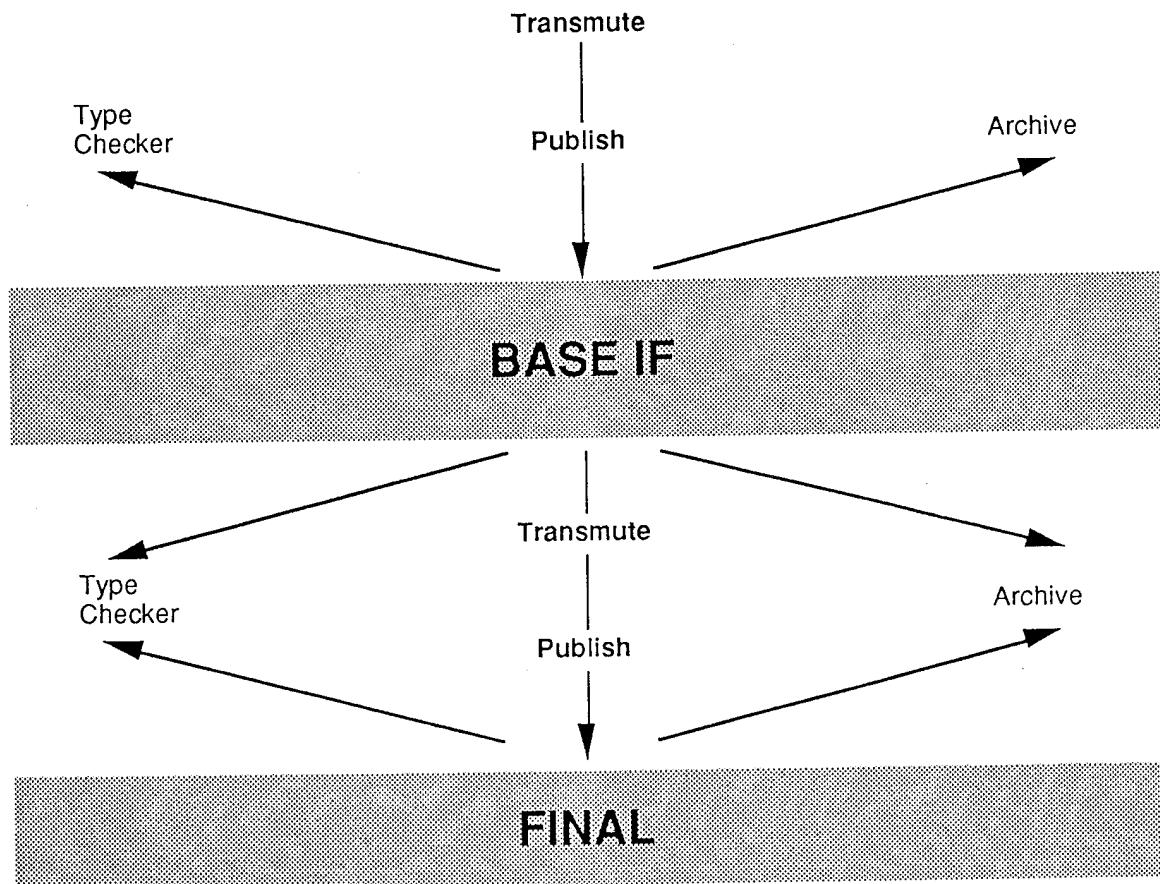 Transmute
Type
Checker
Publish
Archive
BASE IF
Transmute
Type
Checker
Archive
Publish
FINAL